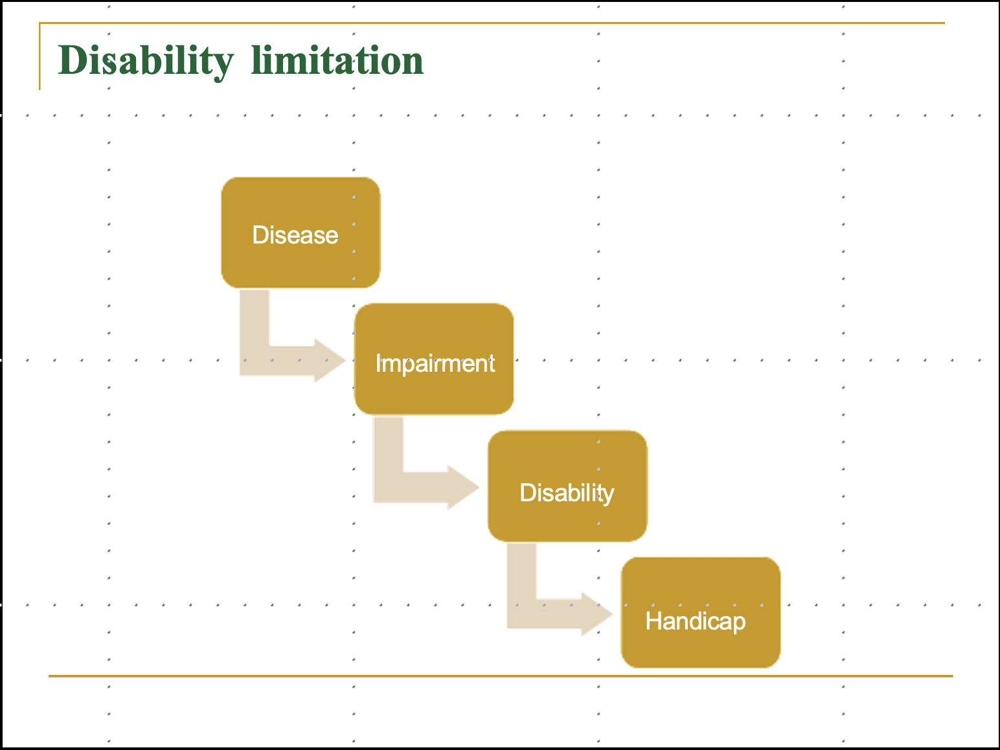 Disability limitation
Disease
Impairment
Disability
Handicap